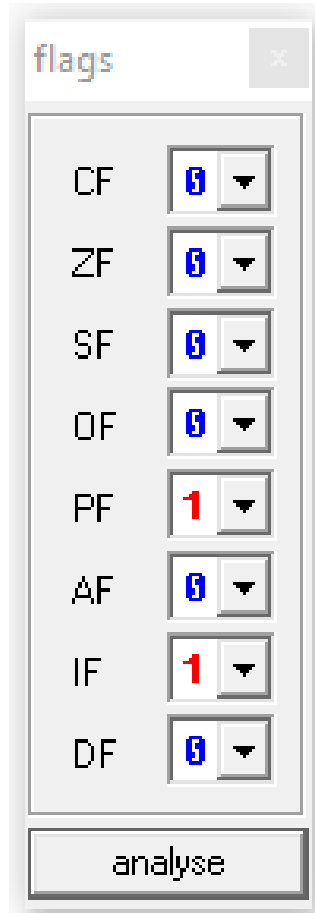 flags x
CF 0
ZF 0
SF 0
OF 0
PF 1
AF 0
IF 1
DF 0
analyse